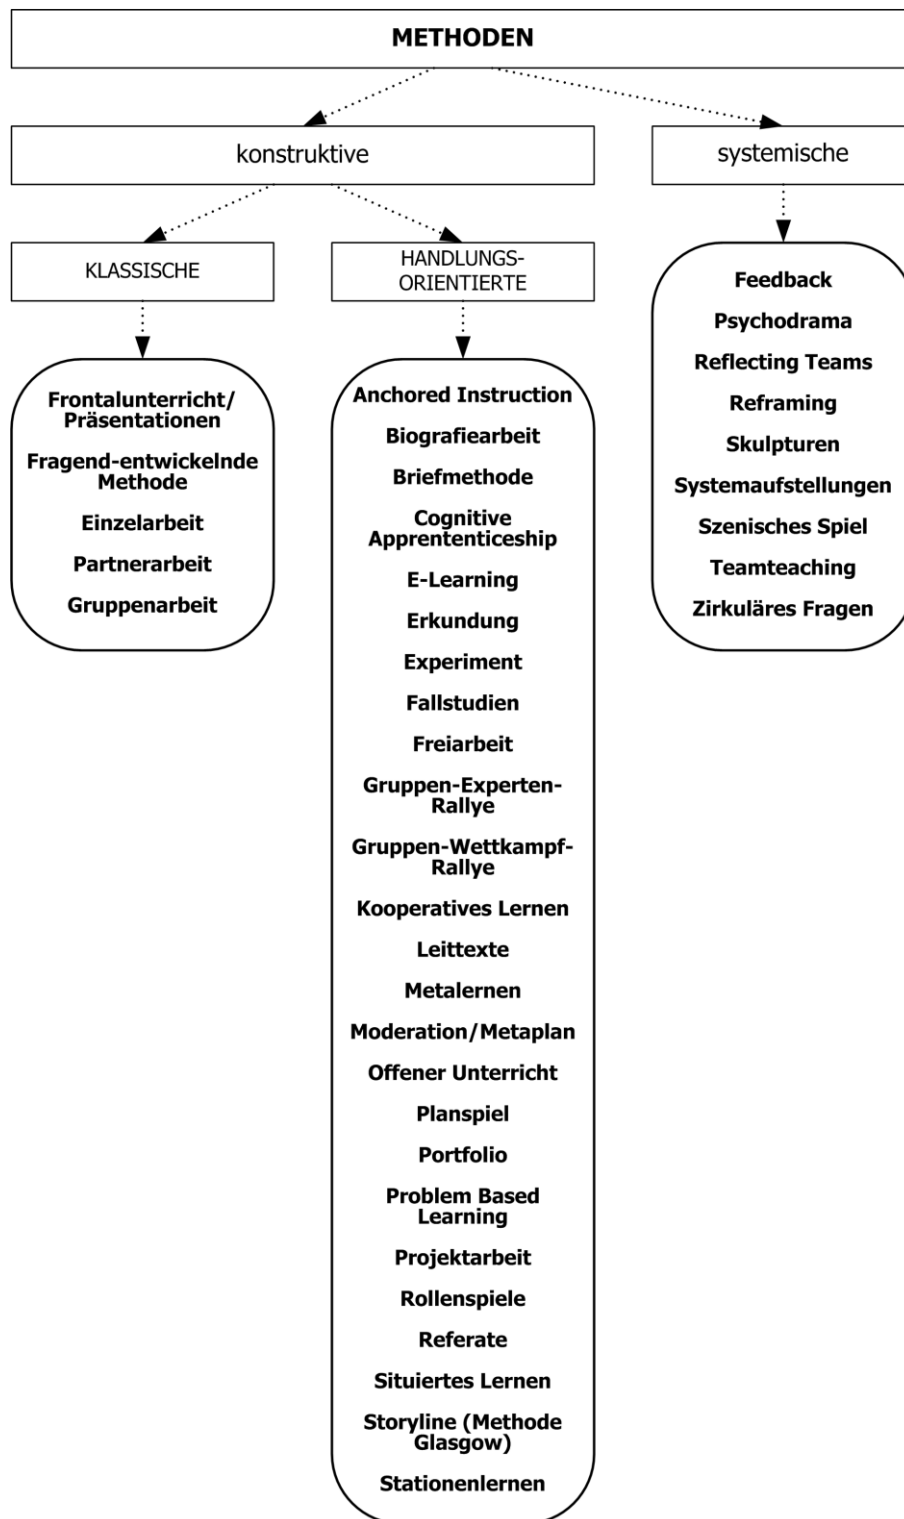 METHODEN
konstruktive
systemische
KLASSISCHE
HANDLUNGS-
ORIENTIERTE
Frontalunterricht/
Präsentationen
Fragend-entwickelnde
Methode
Einzelarbeit
Partnerarbeit
Gruppenarbeit
Anchored Instruction
Biografiearbeit
Briefmethode
Cognitive
Apprententiceship
E-Learning
Erkundung
Experiment
Fallstudien
Freiarbeit
Gruppen-Experten-
Rallye
Gruppen-Wettkampf-
Rallye
Kooperatives Lernen
Leittexte
Metalernen
Moderation/Metaplan
Offener Unterricht
Planspiel
Portfolio
Problem Based
Learning
Projektarbeit
Rollenspiele
Referate
Situiertes Lernen
Storyline (Methode
Glasgow)
Stationenlernen
Feedback
Psychodrama
Reflecting Teams
Reframing
Skulpturen
Systemaufstellungen
Szenisches Spiel
Teamteaching
Zirkuläres Fragen